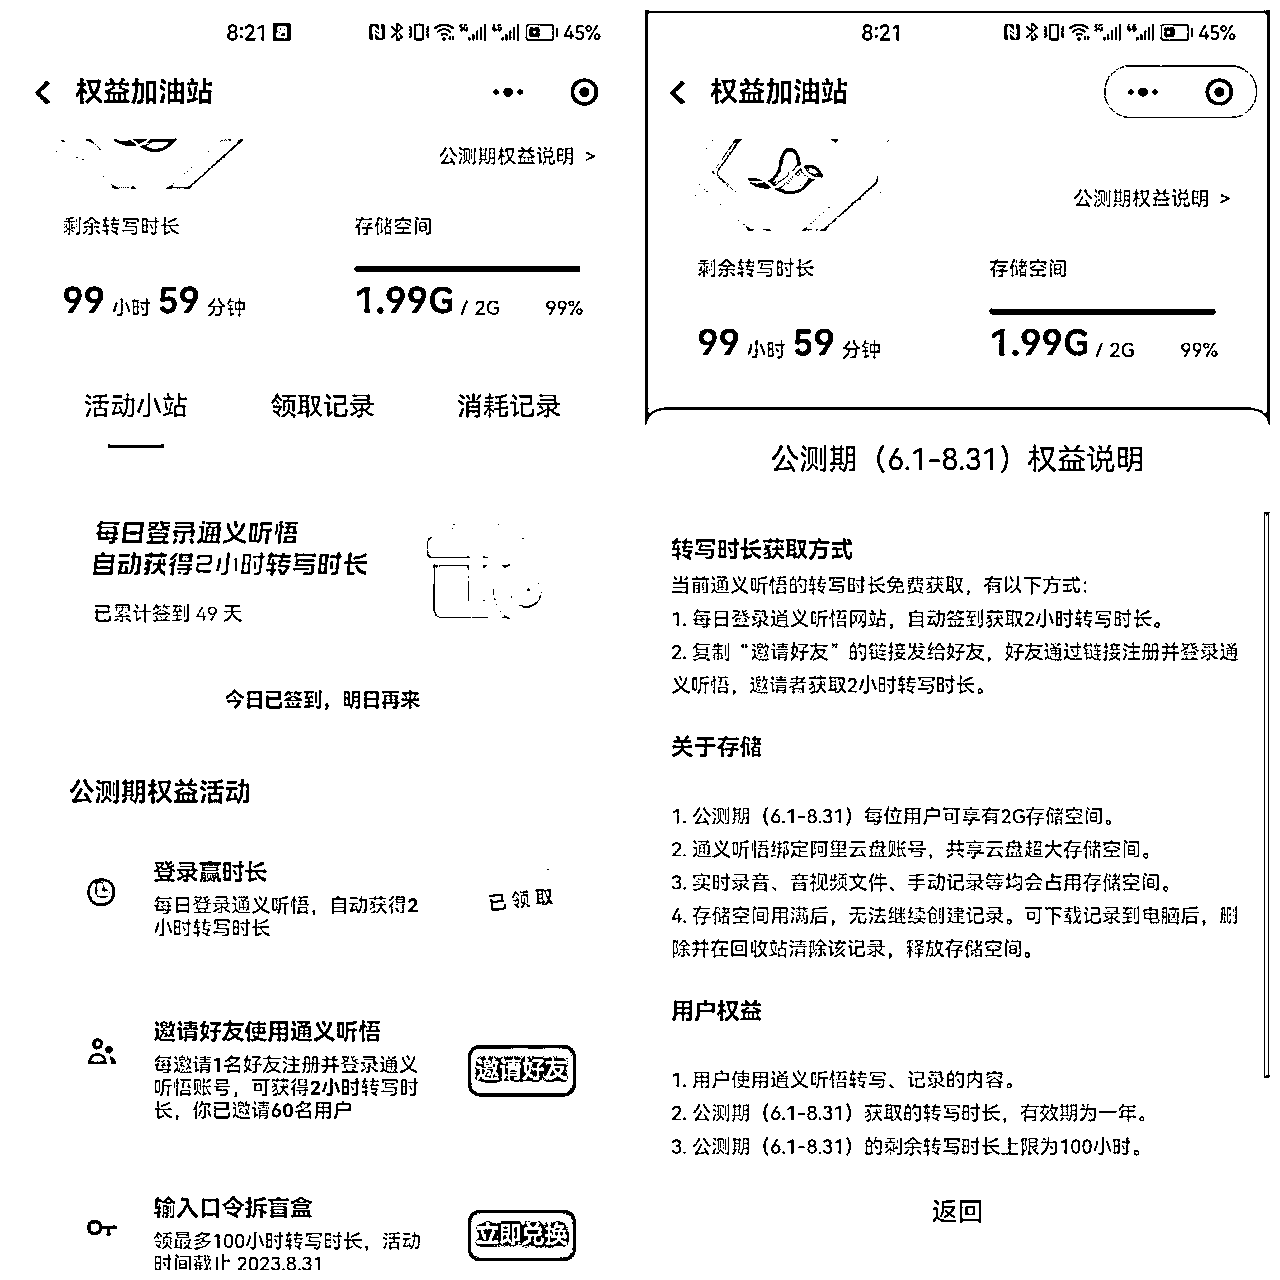 8:21
45%
权益加油站
公测期权益说明 >
剩余转写时长
存储空间
99 小时 59 分钟
1.99G / 2G 99%
活动小站 领取记录 消耗记录
每日登录通义听悟
自动获得2小时转写时长
已累计签到 49 天
今日已签到，明日再来
公测期权益活动
登录赢时长
每日登录通义听悟，自动获得2
小时转写时长
已领取
邀请好友使用通义听悟
每邀请1名好友注册并登录通义
听悟账号，可获得2小时转写时
长，你已邀请60名用户
邀请好友
输入口令拆盲盒
领最多100小时转写时长，活动
时间截止 2023.8.31
立即兑换
8:21
45%
权益加油站
公测期权益说明 >
剩余转写时长
存储空间
99 小时 59 分钟
1.99G / 2G 99%
公测期（6.1-8.31）权益说明
转写时长获取方式
当前通义听悟的转写时长免费获取，有以下方式：
1. 每日登录通义听悟网站，自动签到获取2小时转写时长。
2. 复制“邀请好友”的链接发给好友，好友通过链接注册并登录通
义听悟，邀请者获取2小时转写时长。
关于存储
1. 公测期（6.1-8.31）每位用户可享有2G存储空间。
2. 通义听悟绑定阿里云盘账号，共享云盘超大存储空间。
3. 实时录音、音视频文件、手动记录等均会占用存储空间。
4. 存储空间用满后，无法继续创建记录。可下载记录到电脑后，删
除并在回收站清除该记录，释放存储空间。
用户权益
1. 用户使用通义听悟转写、记录的内容。
2. 公测期（6.1-8.31）获取的转写时长，有效期为一年。
3. 公测期（6.1-8.31）的剩余转写时长上限为100小时。
返回